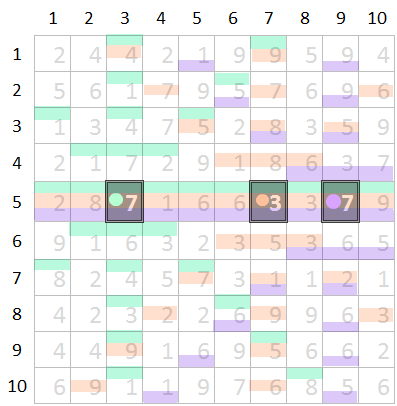 1 2 3 4 5 6 7 8 9 10
1 2 4 4 2 1 9 9 5 9 4
2 5 6 1 7 9 5 7 6 9 6
3 1 3 4 7 5 2 8 3 5 9
4 2 1 7 2 9 1 8 6 3 7
5 2 8 7 1 6 6 3 3 7 9
6 9 1 6 3 2 3 5 3 6 5
7 8 2 4 5 7 3 1 1 2 1
8 4 2 3 2 2 6 9 9 6 3
9 4 4 9 1 6 9 5 6 6 2
10 6 9 1 1 9 7 6 8 5 6